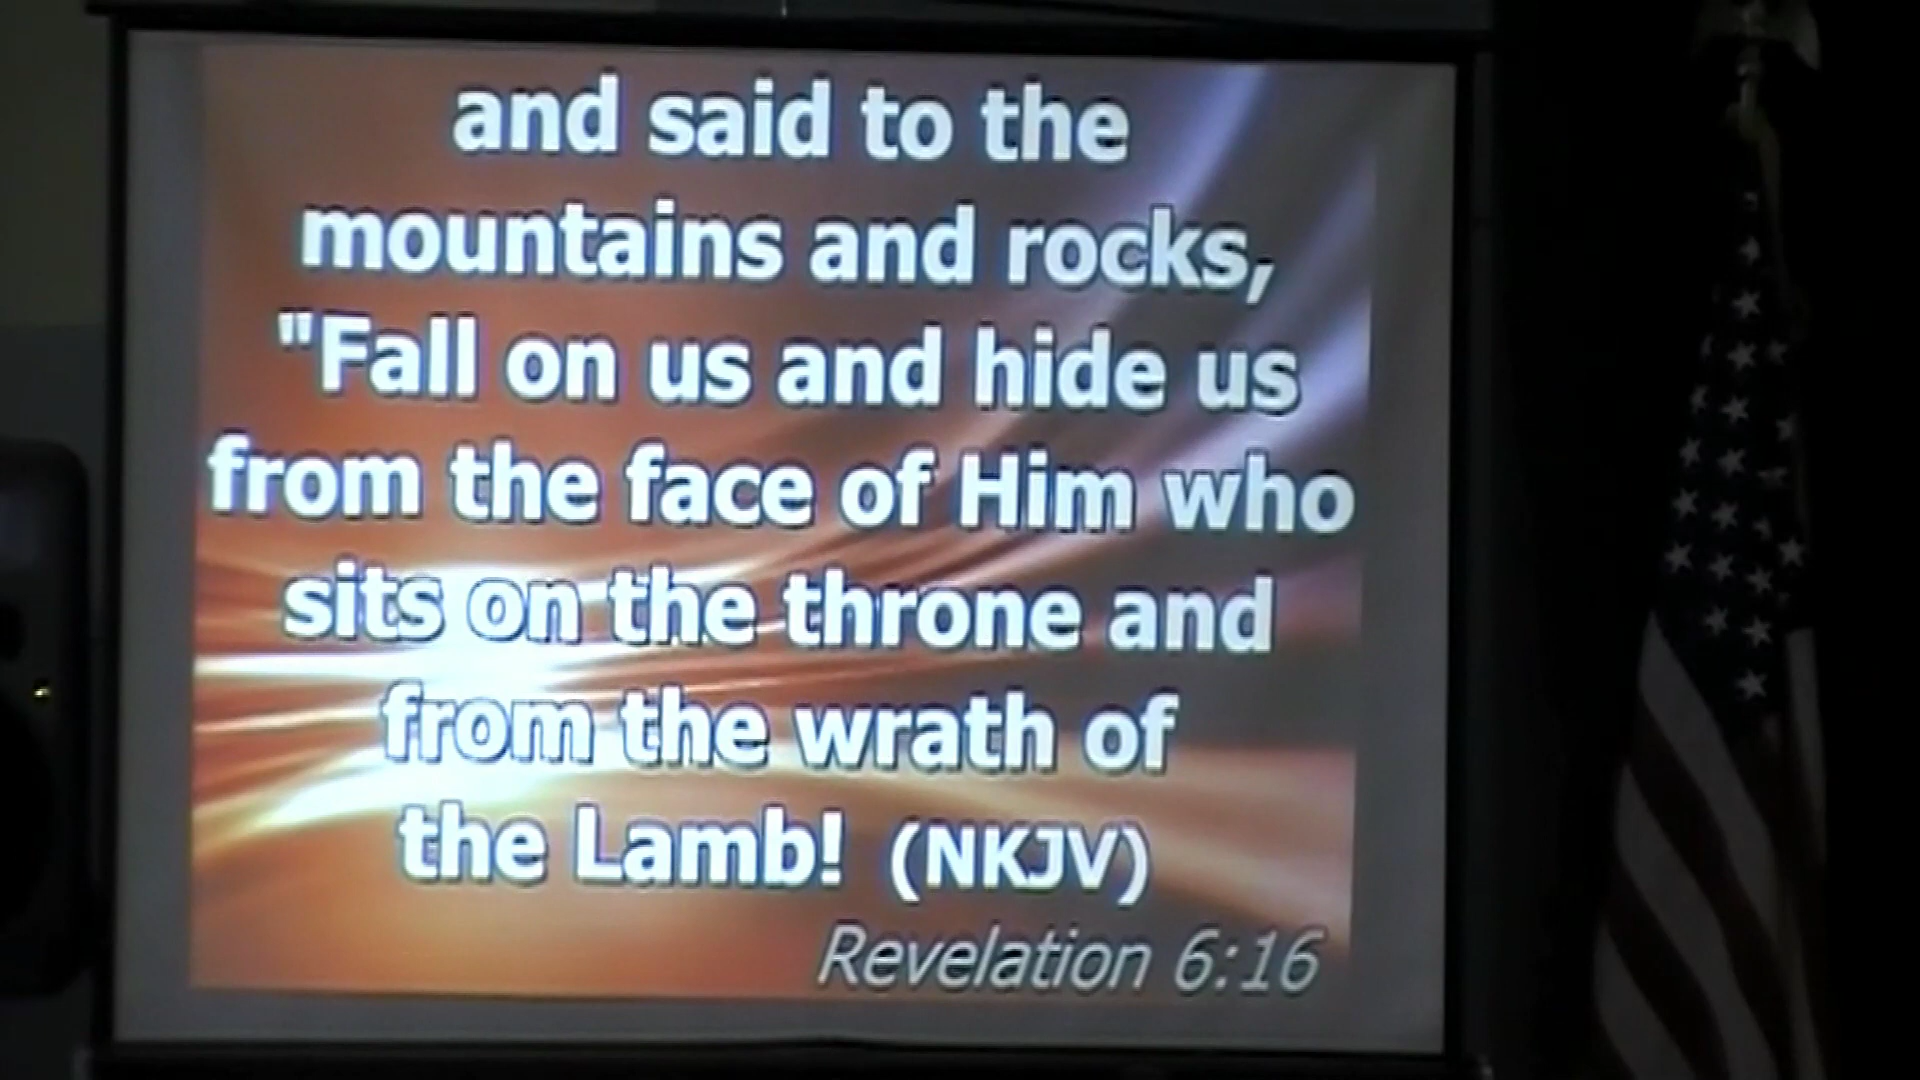 and said to the
mountains and rocks,
"Fall on us and hide us
from the face of Him who
sits on the throne and
from the wrath of
the Lamb! (NKJV)
Revelation 6:16